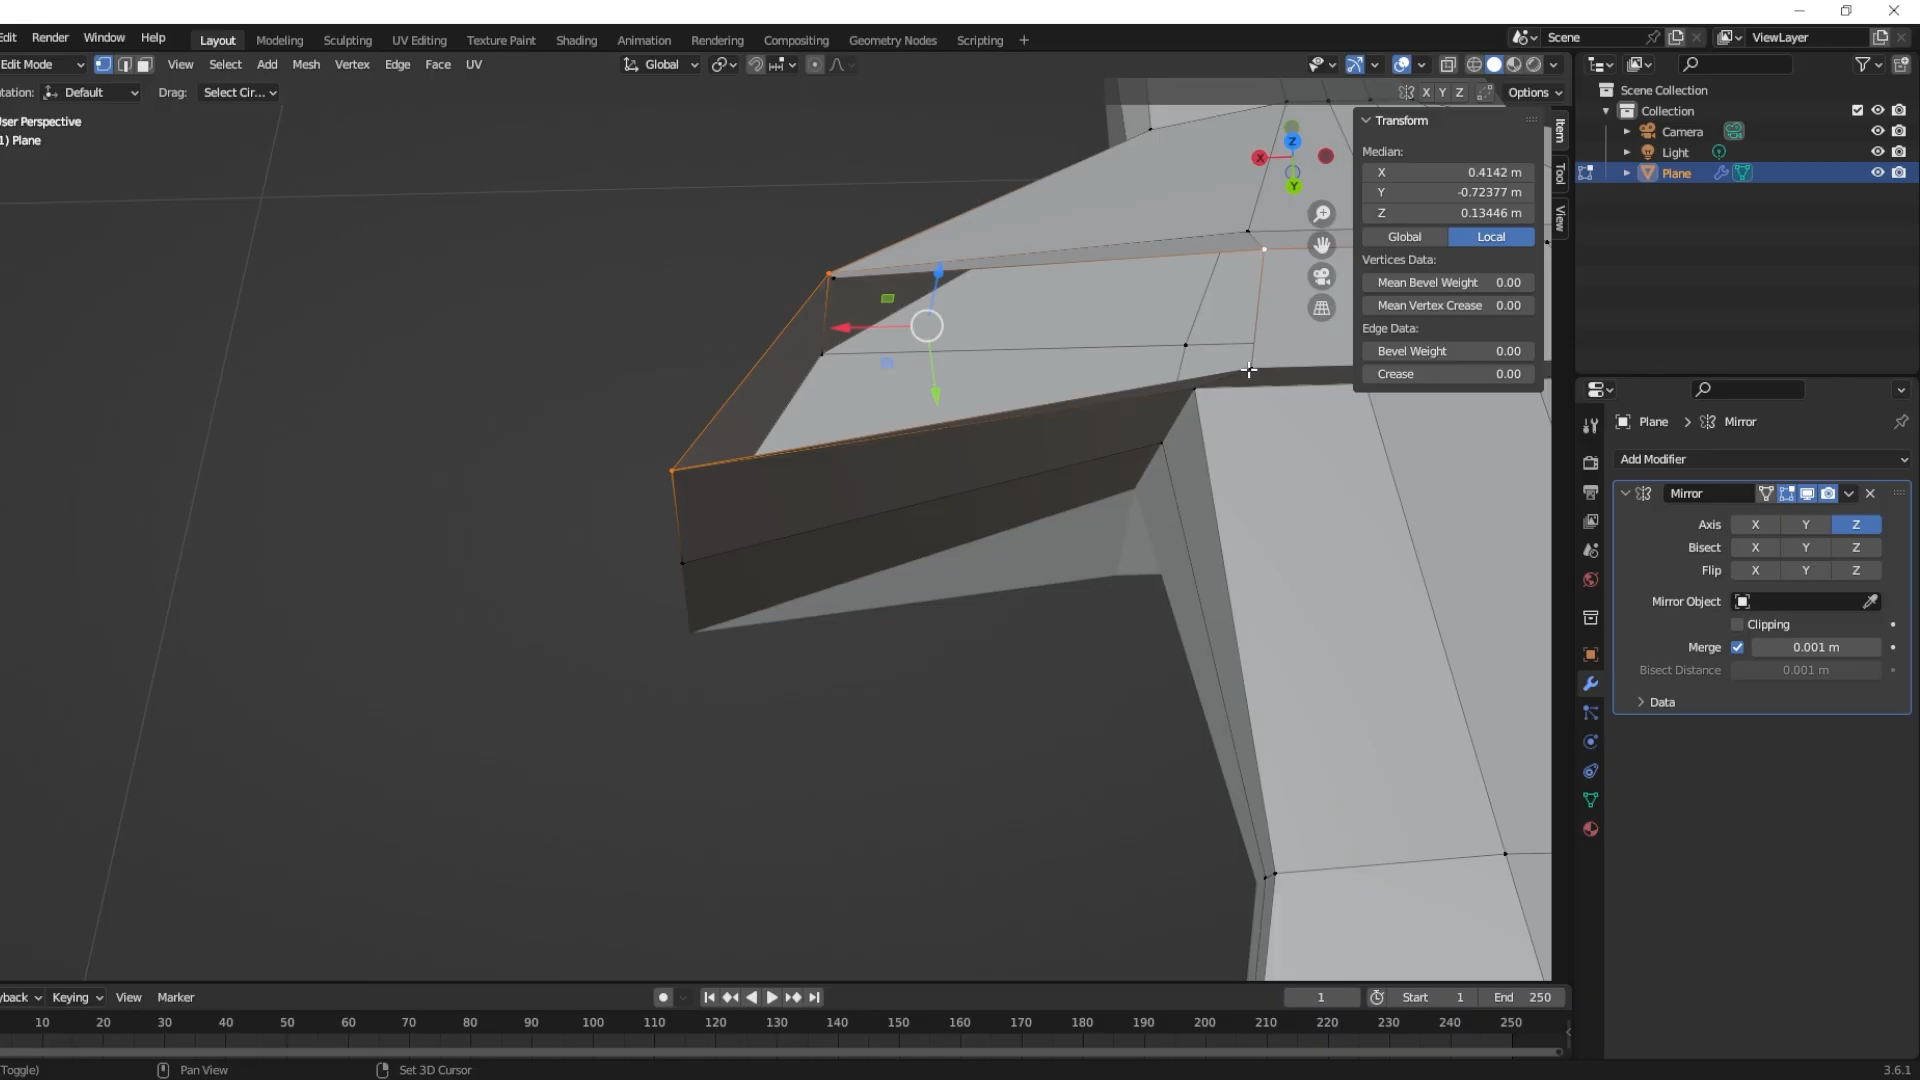 Edit Render Window Help Layout Modeling Sculpting UV Editing Texture Paint Shading Animation Rendering Compositing Geometry Nodes Scripting + Scene ViewLayer
Edit Mode View Select Add Mesh Vertex Edge Face UV Global
tation: Default Drag: Select Cir... X Y Z Options
Scene Collection
Collection
Camera
Light
Plane
ser Perspective
1) Plane
Transform
Median:
X 0.4142 m
Y -0.72377 m
Z 0.13446 m
Global Local
Vertices Data:
Mean Bevel Weight 0.00
Mean Vertex Crease 0.00
Edge Data:
Bevel Weight 0.00
Crease 0.00
Item
Tool
View
X Z Y
Plane > Mirror
Add Modifier
Mirror
Axis X Y Z
Bisect X Y Z
Flip X Y Z
Mirror Object
Clipping
Merge 0.001 m
Bisect Distance 0.001 m
Data
yback Keying View Marker 1 Start 1 End 250
10 20 30 40 50 60 70 80 90 100 110 120 130 140 150 160 170 180 190 200 210 220 230 240 250
Toggle) Pan View Set 3D Cursor 3.6.1